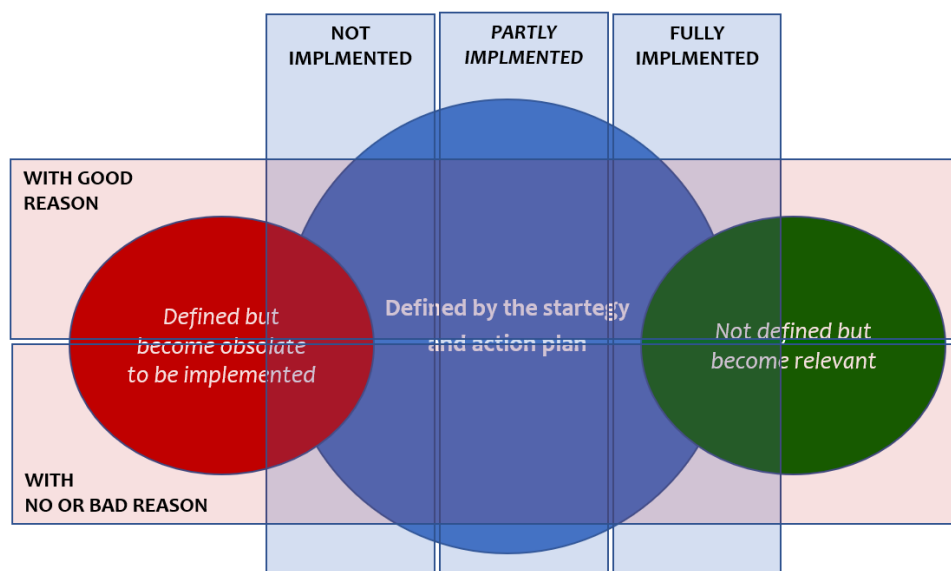 NOT
IMPLMENTED
PARTLY
IMPLMENTED
FULLY
IMPLMENTED
WITH GOOD
REASON
Defined but
become obsolate
to be implemented
Defined by the startegy
and action plan
Not defined but
become relevant
WITH
NO OR BAD REASON